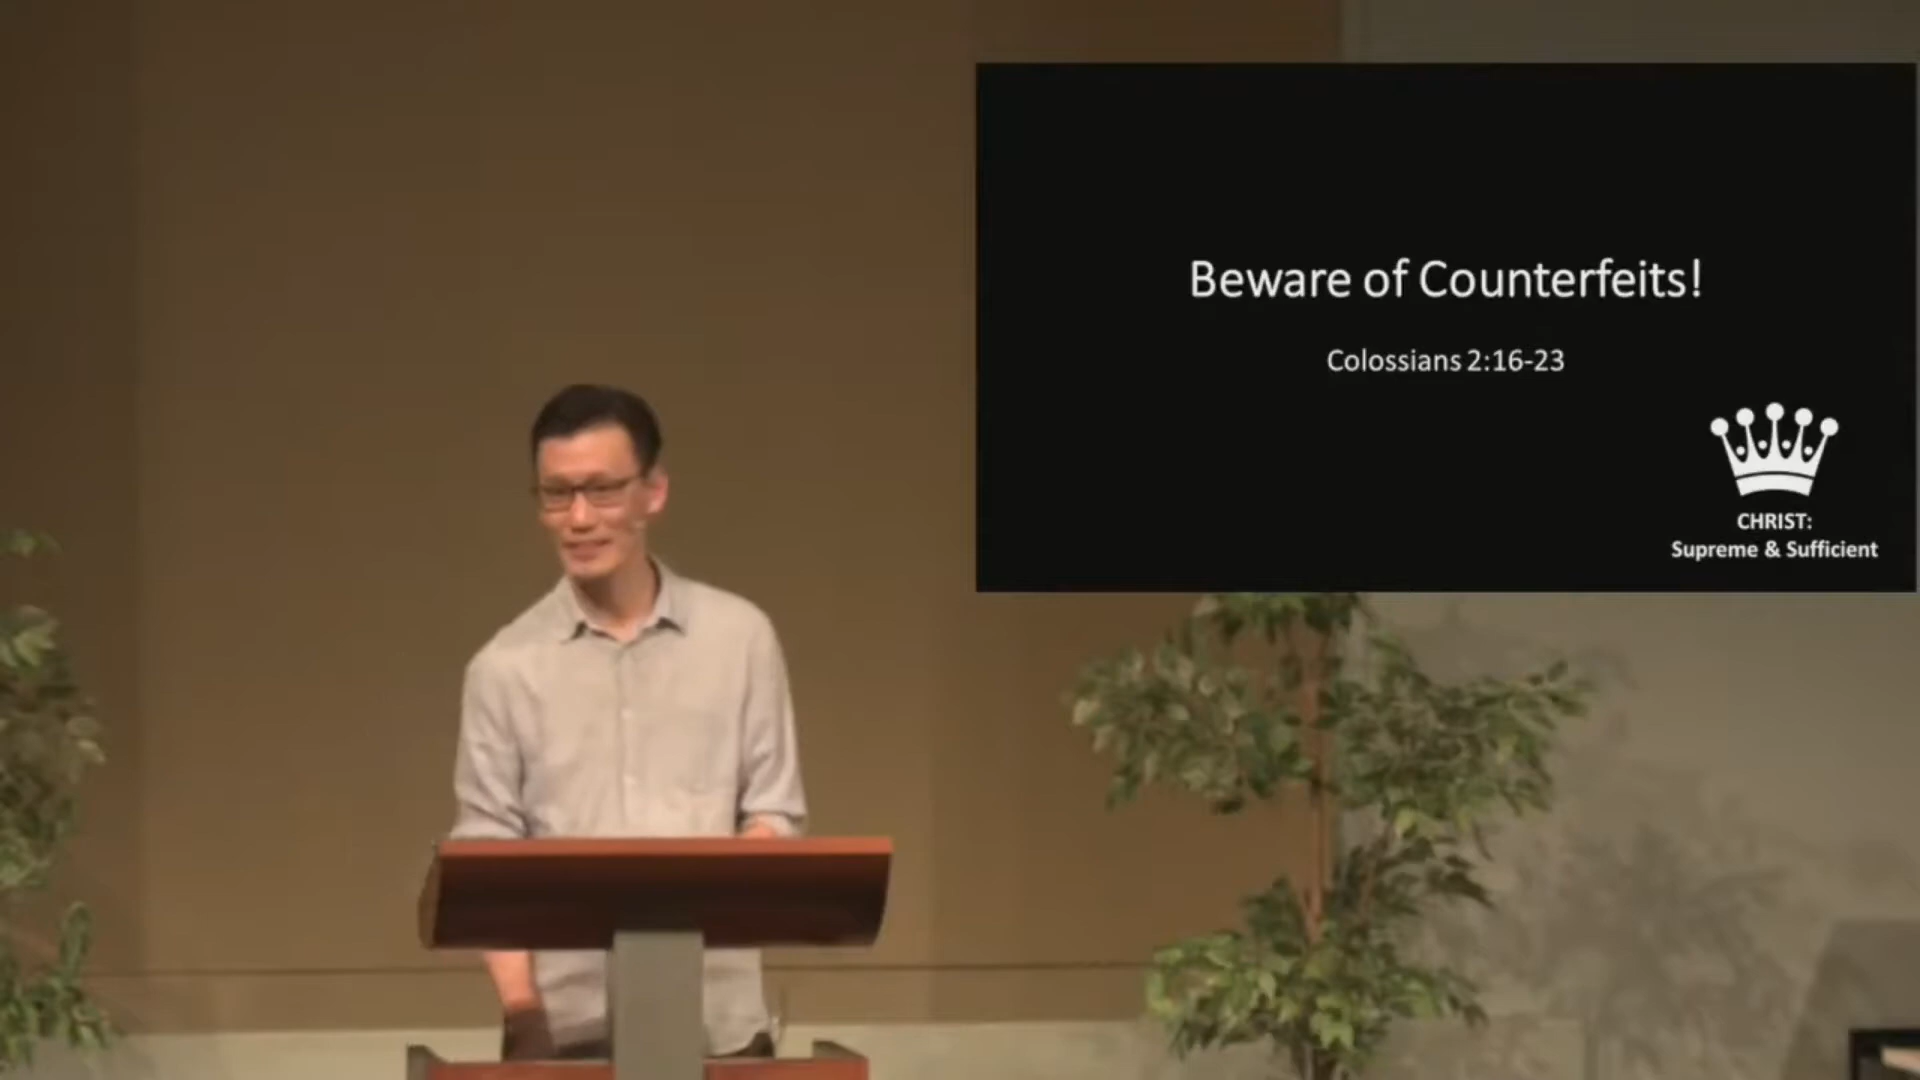 Beware of Counterfeits!
Colossians 2:16-23
CHRIST:
Supreme & Sufficient